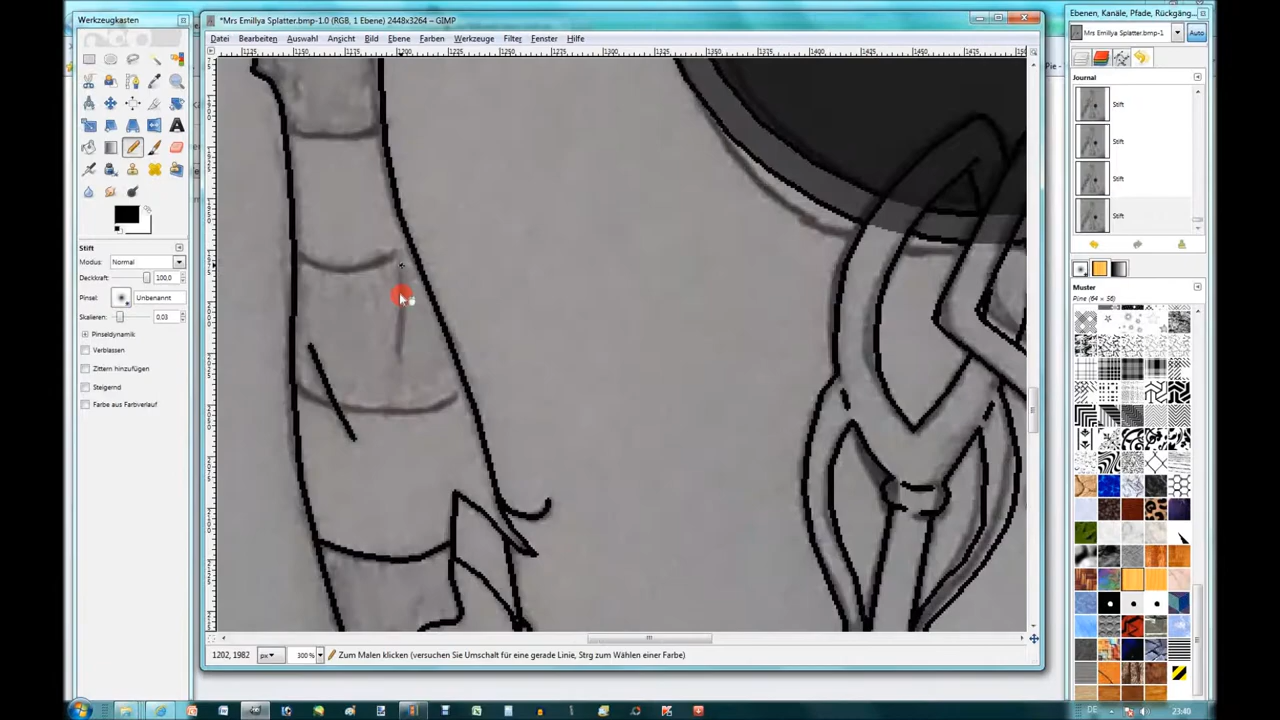 Werkzeugkasten
*Mrs Emillya Splatter.bmp-1.0 (RGB, 1 Ebene) 2448x3264 – GIMP
Ebenen, Kanäle, Pfade, Rückgäng...
Datei Bearbeiten Auswahl Ansicht Bild Ebene Farben Werkzeuge Filter Fenster Hilfe
Mrs Emillya Splatter.bmp-1 Auto
Journal
Stift
Stift
Stift
Stift
Stift
Modus: Normal
Deckkraft: 100,0
Pinsel: Unbenannt
Skalieren: 0,03
Pinseldynamik
Verblassen
Zittern hinzufügen
Steigernd
Farbe aus Farbverlauf
Muster
Pine (64 × 56)
1202, 1982 px 300 % Zum Malen klicken (versuchen Sie Umschalt für eine gerade Linie, Strg zum Wählen einer Farbe)
DE 23:40